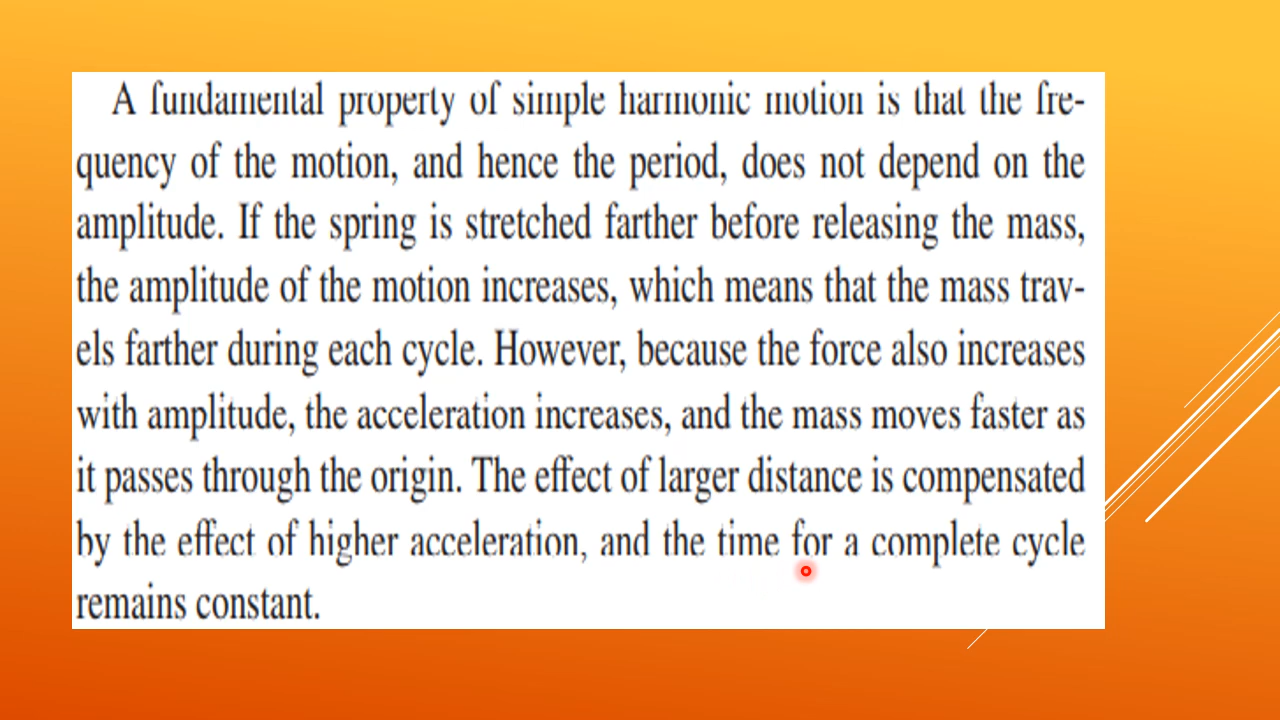 A fundamental property of simple harmonic motion is that the fre-
quency of the motion, and hence the period, does not depend on the
amplitude. If the spring is stretched farther before releasing the mass,
the amplitude of the motion increases, which means that the mass trav-
els farther during each cycle. However, because the force also increases
with amplitude, the acceleration increases, and the mass moves faster as
it passes through the origin. The effect of larger distance is compensated
by the effect of higher acceleration, and the time for a complete cycle
remains constant.